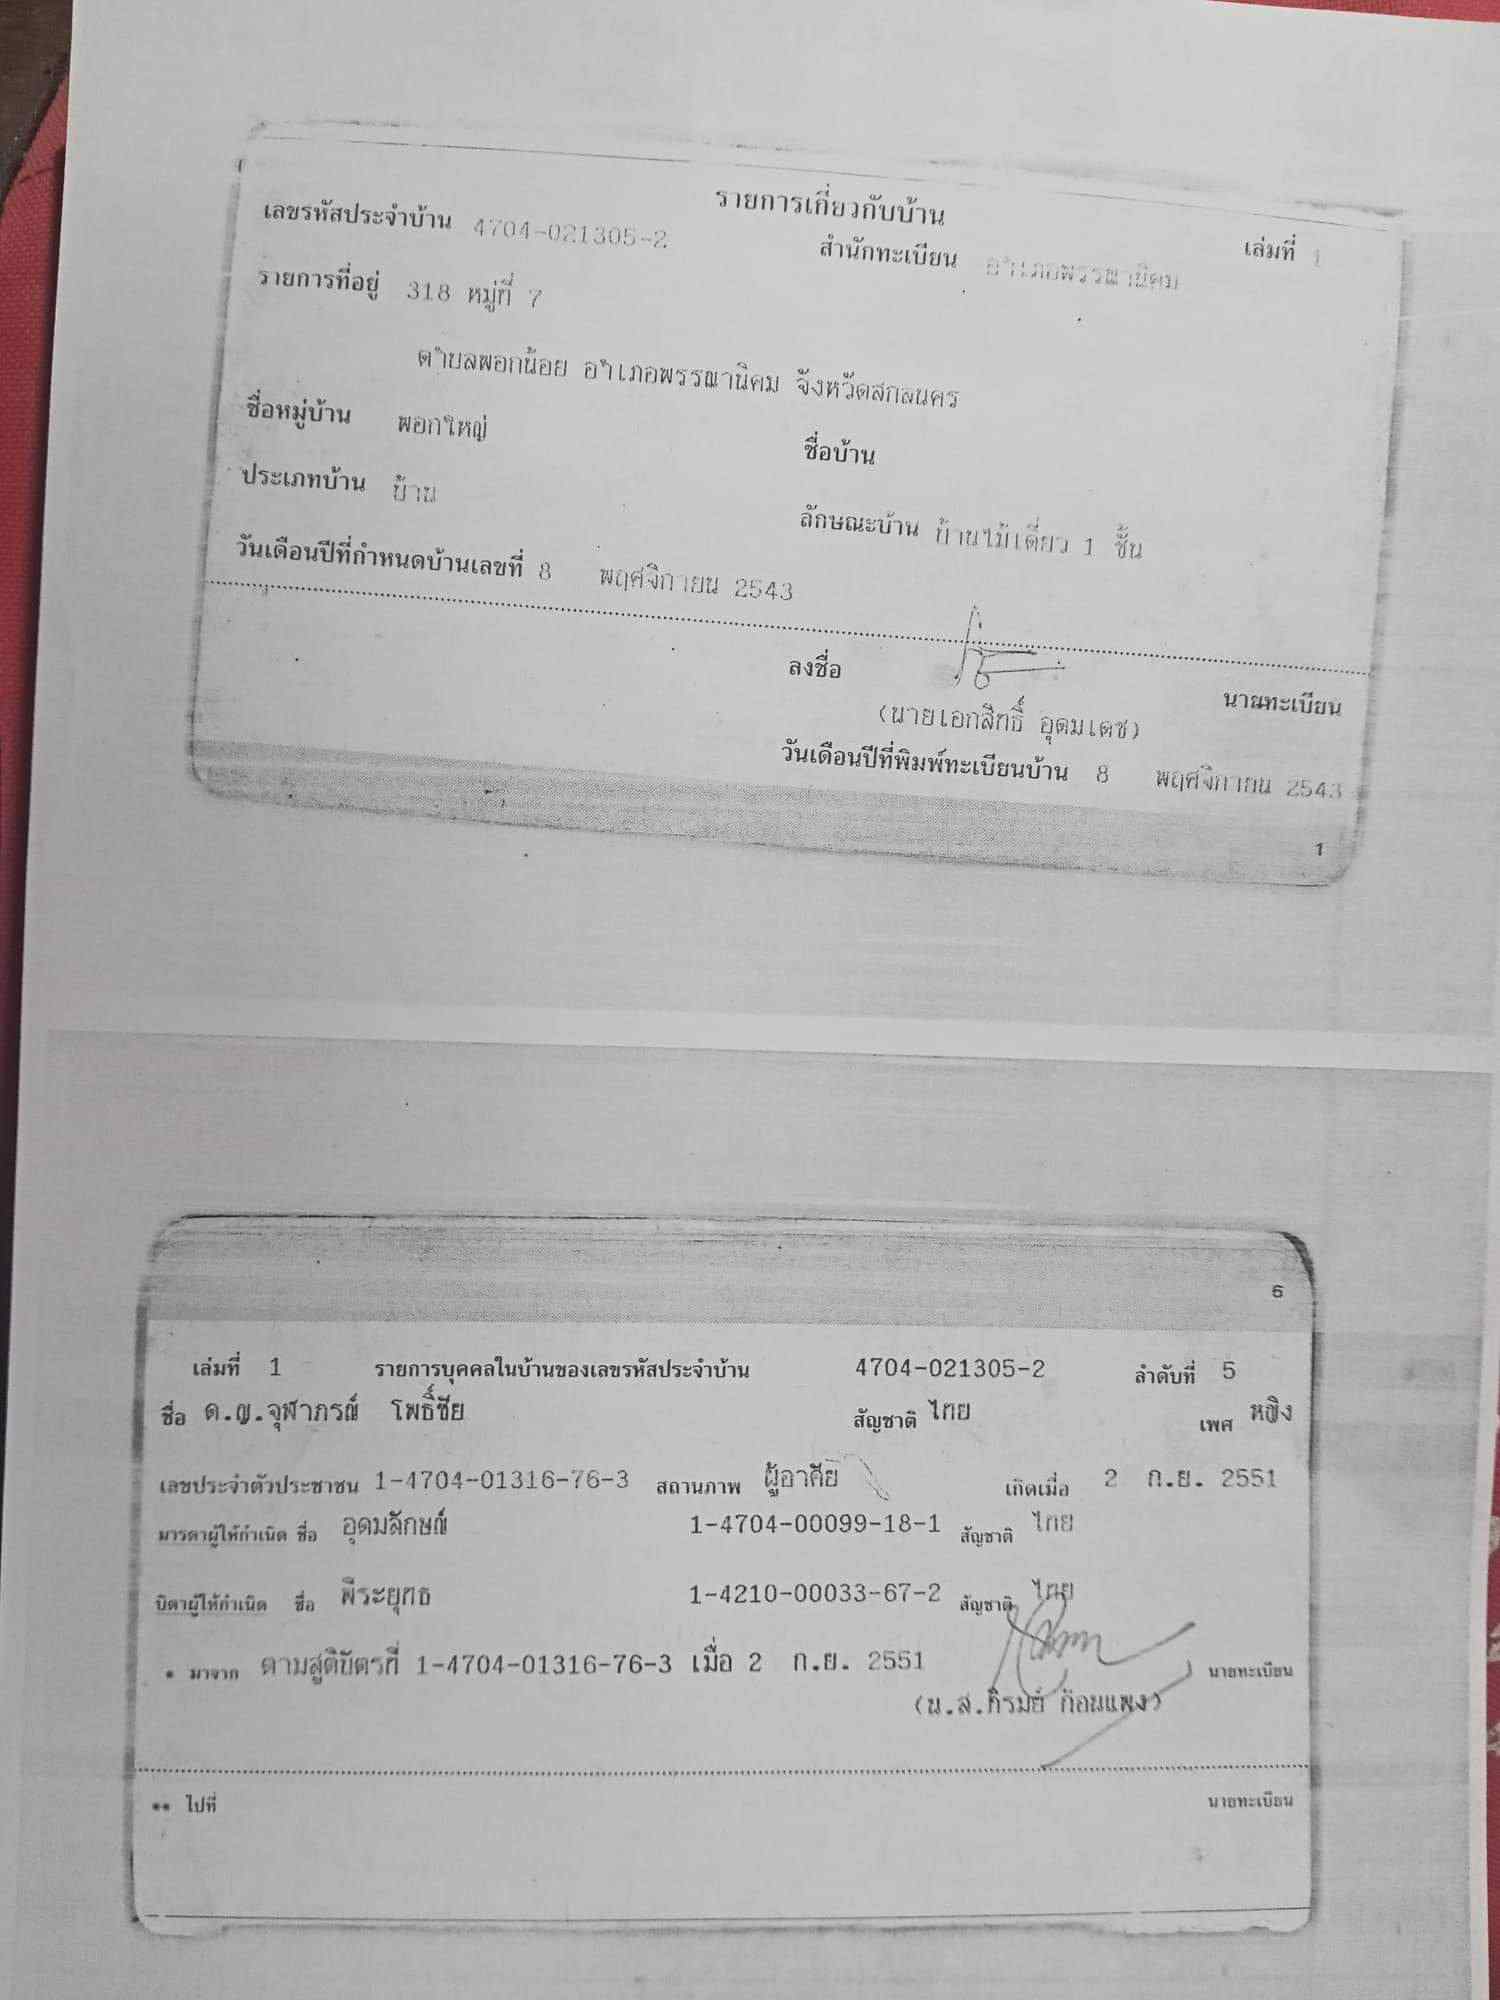 รายการเกี่ยวกับบ้าน
เล่มที่ 1
เลขรหัสประจำบ้าน 4704-021305-2 สำนักทะเบียน อำเภอพรรณานิคม
รายการที่อยู่ 318 หมู่ที่ 7
ตำบลพอกน้อย อำเภอพรรณานิคม จังหวัดสกลนคร
ชื่อหมู่บ้าน พอกใหญ่ ชื่อบ้าน
ประเภทบ้าน บ้าน ลักษณะบ้าน บ้านไม้เดี่ยว 1 ชั้น
วันเดือนปีที่กำหนดบ้านเลขที่ 8 พฤศจิกายน 2543
ลงชื่อ นายทะเบียน
(นายเอกสิทธิ์ อุดมเดช)
วันเดือนปีที่พิมพ์ทะเบียนบ้าน 8 พฤศจิกายน 2543
1
6
เล่มที่ 1 รายการบุคคลในบ้านของเลขรหัสประจำบ้าน 4704-021305-2 ลำดับที่ 5
ชื่อ ด.ญ.จุฬาภรณ์ โพธิ์ชัย สัญชาติ ไทย เพศ หญิง
เลขประจำตัวประชาชน 1-4704-01316-76-3 สถานภาพ ผู้อาศัย เกิดเมื่อ 2 ก.ย. 2551
มารดาผู้ให้กำเนิด ชื่อ อุดมลักษณ์ 1-4704-00099-18-1 สัญชาติ ไทย
บิดาผู้ให้กำเนิด ชื่อ พีระยุทธ 1-4210-00033-67-2 สัญชาติ ไทย
* มาจาก ตามสูติบัตรที่ 1-4704-01316-76-3 เมื่อ 2 ก.ย. 2551 นายทะเบียน
(น.ส.ภิรมย์ ก้อนแพง)
** ไปที่ นายทะเบียน